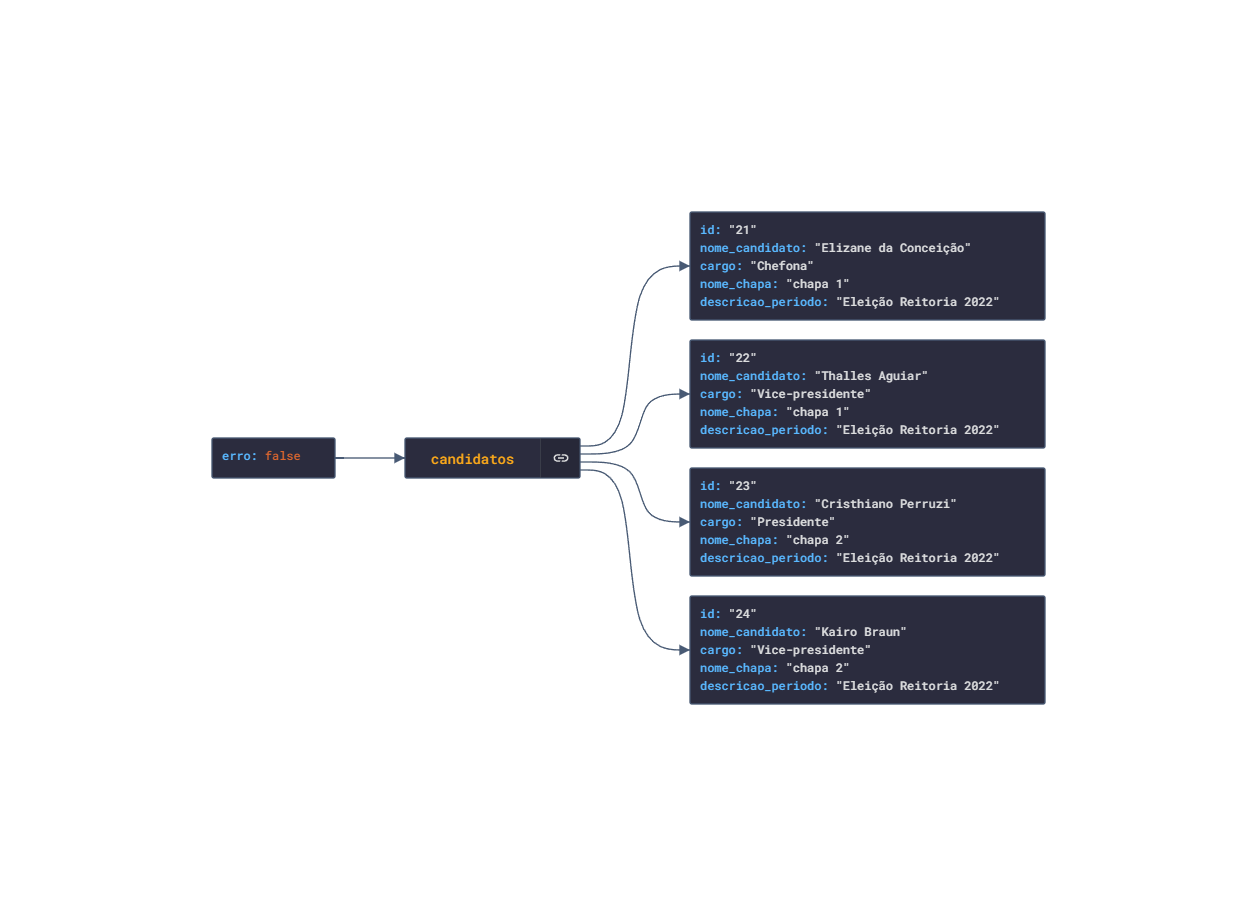 erro: false
candidatos
id: "21"
nome_candidato: "Elizane da Conceição"
cargo: "Chefona"
nome_chapa: "chapa 1"
descricao_periodo: "Eleição Reitoria 2022"
id: "22"
nome_candidato: "Thalles Aguiar"
cargo: "Vice-presidente"
nome_chapa: "chapa 1"
descricao_periodo: "Eleição Reitoria 2022"
id: "23"
nome_candidato: "Cristhiano Perruzi"
cargo: "Presidente"
nome_chapa: "chapa 2"
descricao_periodo: "Eleição Reitoria 2022"
id: "24"
nome_candidato: "Kairo Braun"
cargo: "Vice-presidente"
nome_chapa: "chapa 2"
descricao_periodo: "Eleição Reitoria 2022"